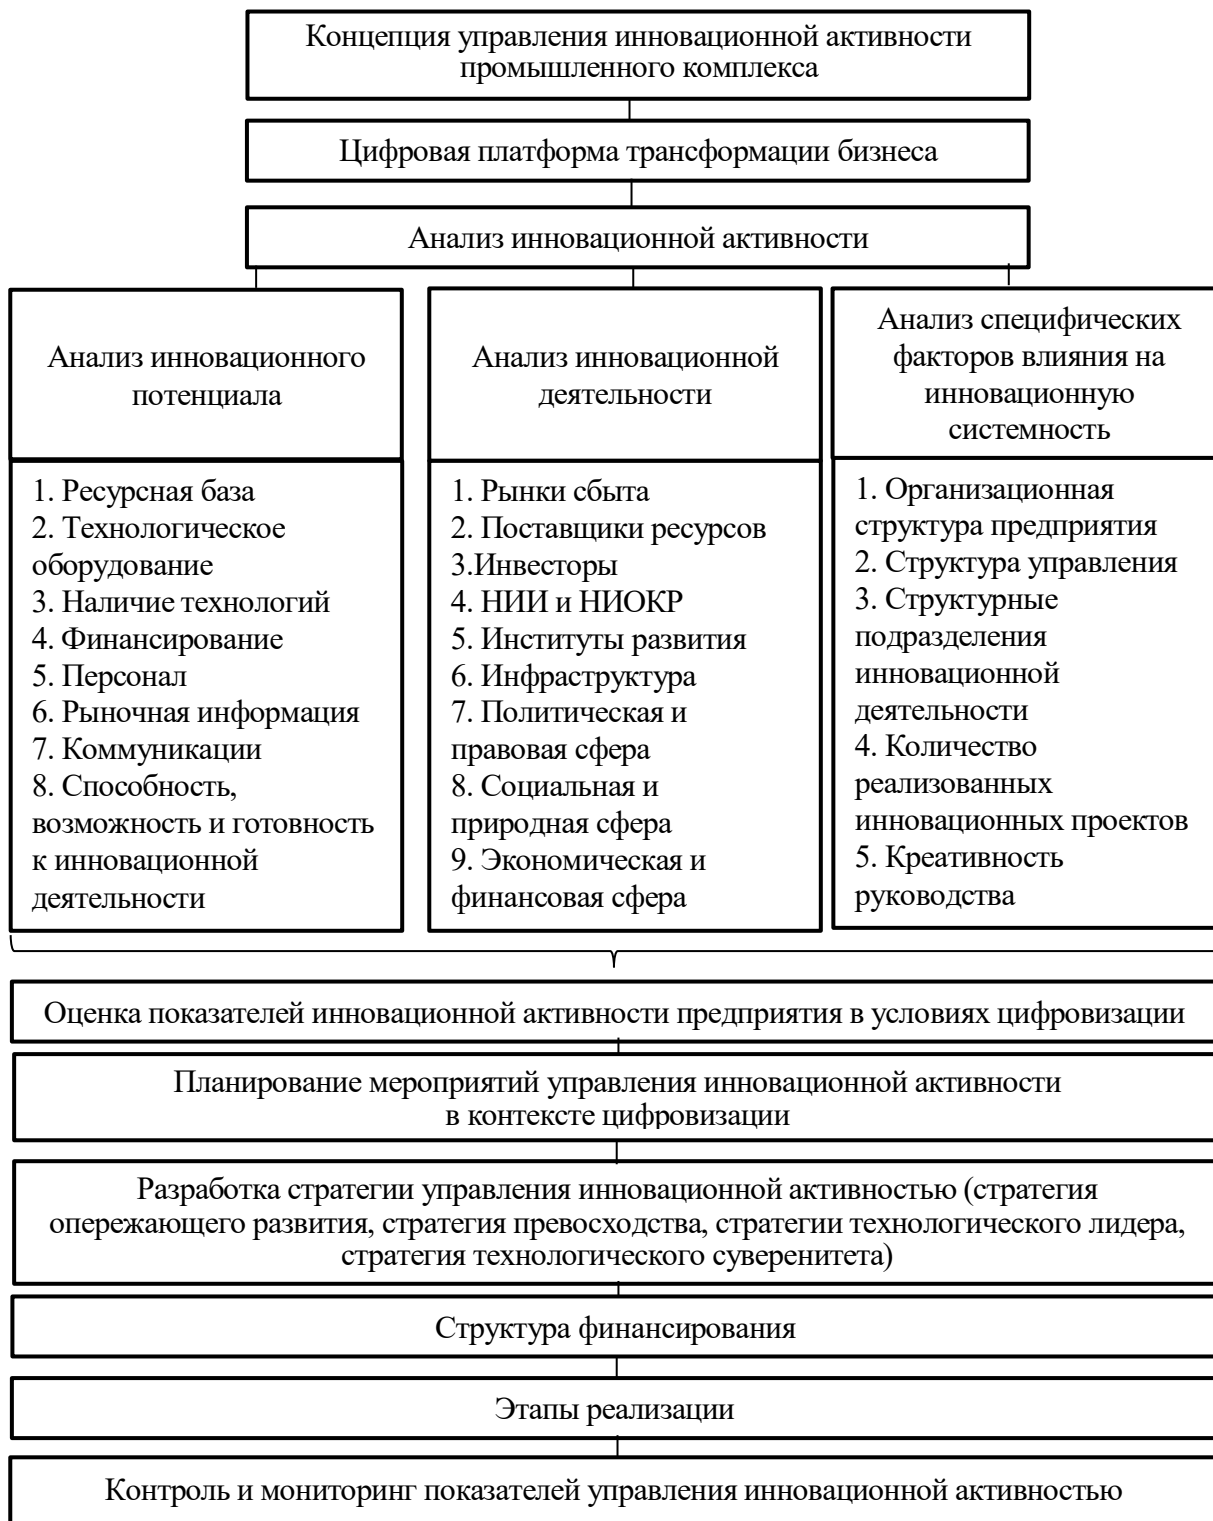 Концепция управления инновационной активности
промышленного комплекса
Цифровая платформа трансформации бизнеса
Анализ инновационной активности
Анализ инновационного
потенциала
1. Ресурсная база
2. Технологическое
оборудование
3. Наличие технологий
4. Финансирование
5. Персонал
6. Рыночная информация
7. Коммуникации
8. Способность,
возможность и готовность
к инновационной
деятельности
Анализ инновационной
деятельности
1. Рынки сбыта
2. Поставщики ресурсов
3.Инвесторы
4. НИИ и НИОКР
5. Институты развития
6. Инфраструктура
7. Политическая и
правовая сфера
8. Социальная и
природная сфера
9. Экономическая и
финансовая сфера
Анализ специфических
факторов влияния на
инновационную
системность
1. Организационная
структура предприятия
2. Структура управления
3. Структурные
подразделения
инновационной
деятельности
4. Количество
реализованных
инновационных проектов
5. Креативность
руководства
Оценка показателей инновационной активности предприятия в условиях цифровизации
Планирование мероприятий управления инновационной активности
в контексте цифровизации
Разработка стратегии управления инновационной активностью (стратегия
опережающего развития, стратегия превосходства, стратегии технологического лидера,
стратегия технологического суверенитета)
Структура финансирования
Этапы реализации
Контроль и мониторинг показателей управления инновационной активностью